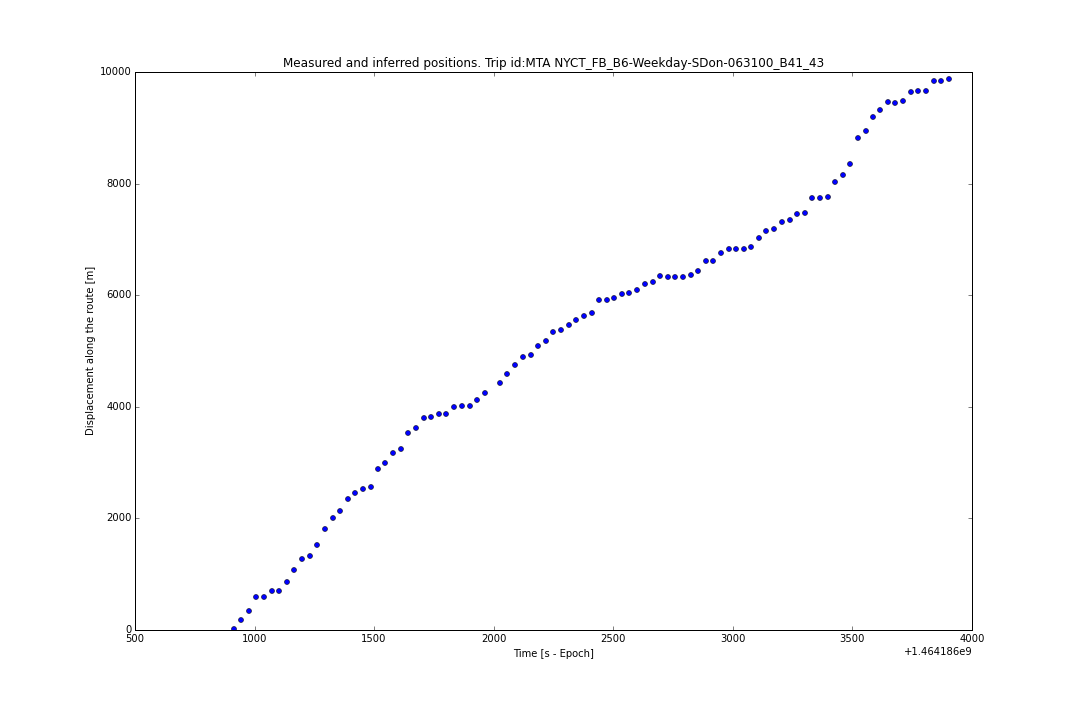 Measured and inferred positions. Trip id:MTA NYCT_FB_B6-Weekday-SDon-063100_B41_43
10000
8000
6000
4000
2000
0
Displacement along the route [m]
500 1000 1500 2000 2500 3000 3500 4000
Time [s - Epoch]
+1.464186e9